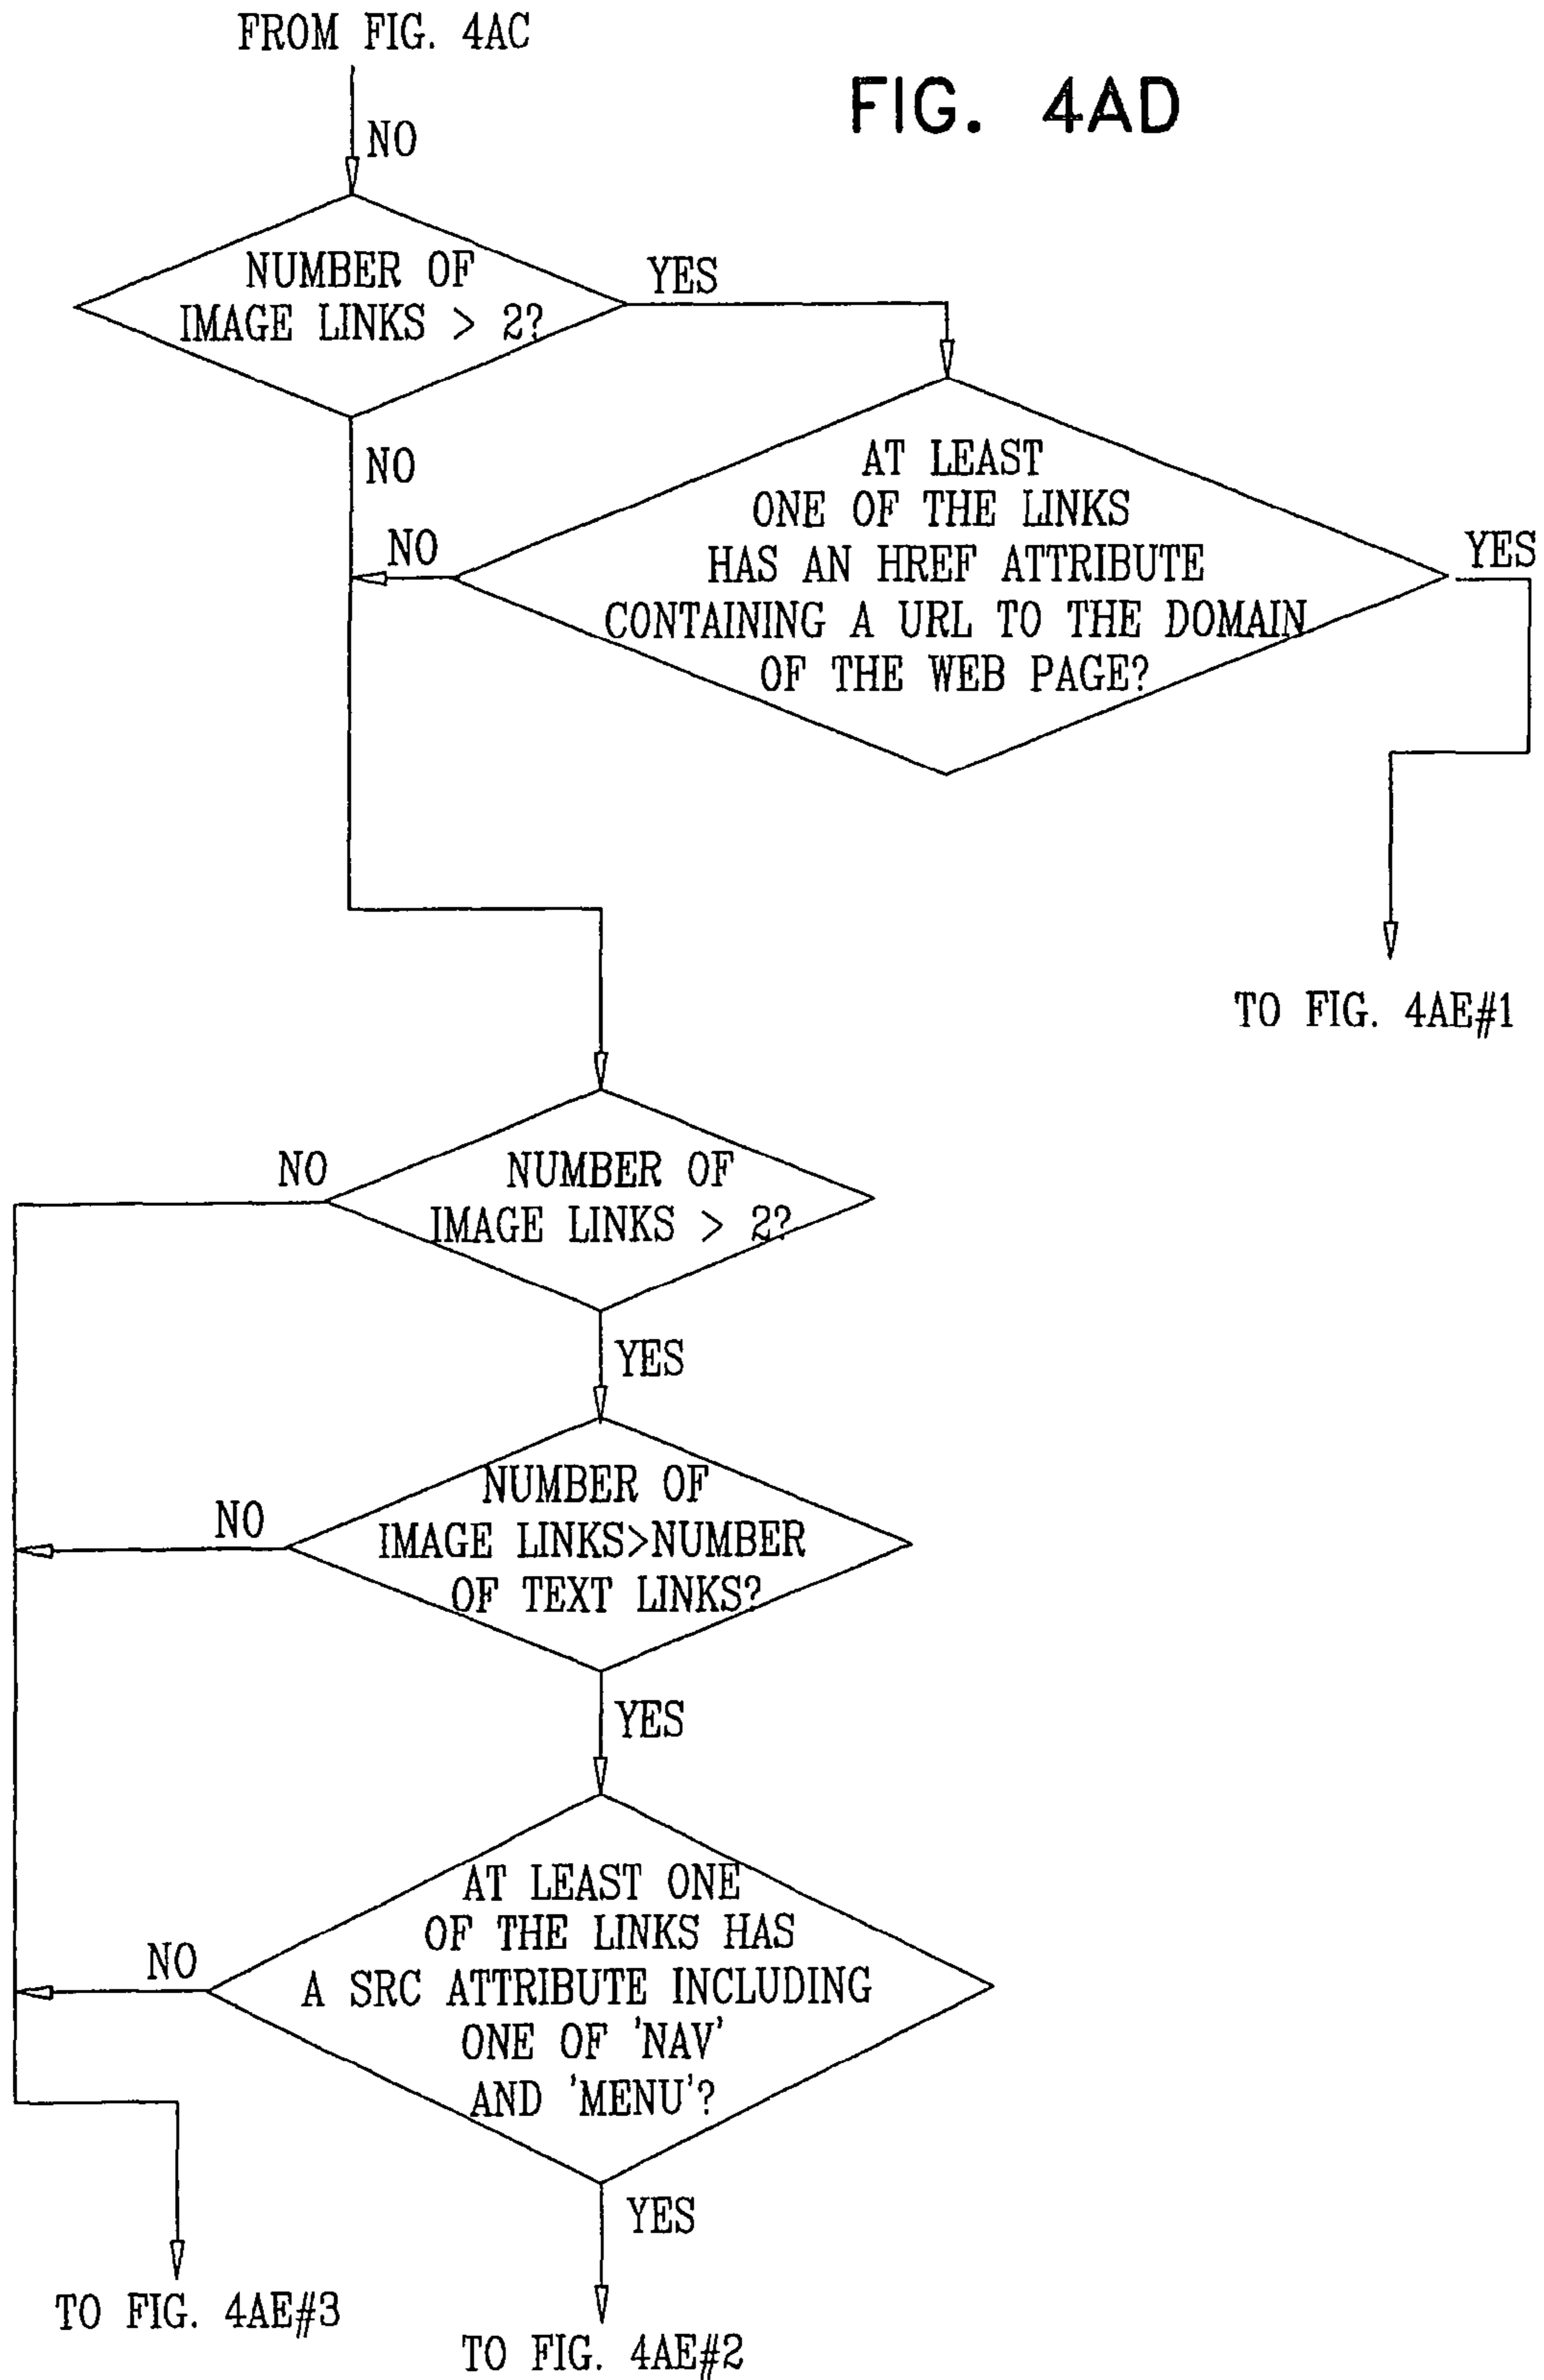 FROM FIG. 4AC
FIG. 4AD
NO
NUMBER OF
IMAGE LINKS > 2?
YES
NO
AT LEAST
ONE OF THE LINKS
HAS AN HREF ATTRIBUTE
CONTAINING A URL TO THE DOMAIN
OF THE WEB PAGE?
NO
YES
TO FIG. 4AE#1
NO
NUMBER OF
IMAGE LINKS > 2?
YES
NUMBER OF
IMAGE LINKS>NUMBER
OF TEXT LINKS?
NO
YES
AT LEAST ONE
OF THE LINKS HAS
A SRC ATTRIBUTE INCLUDING
ONE OF 'NAV'
AND 'MENU'?
NO
YES
TO FIG. 4AE#3
TO FIG. 4AE#2